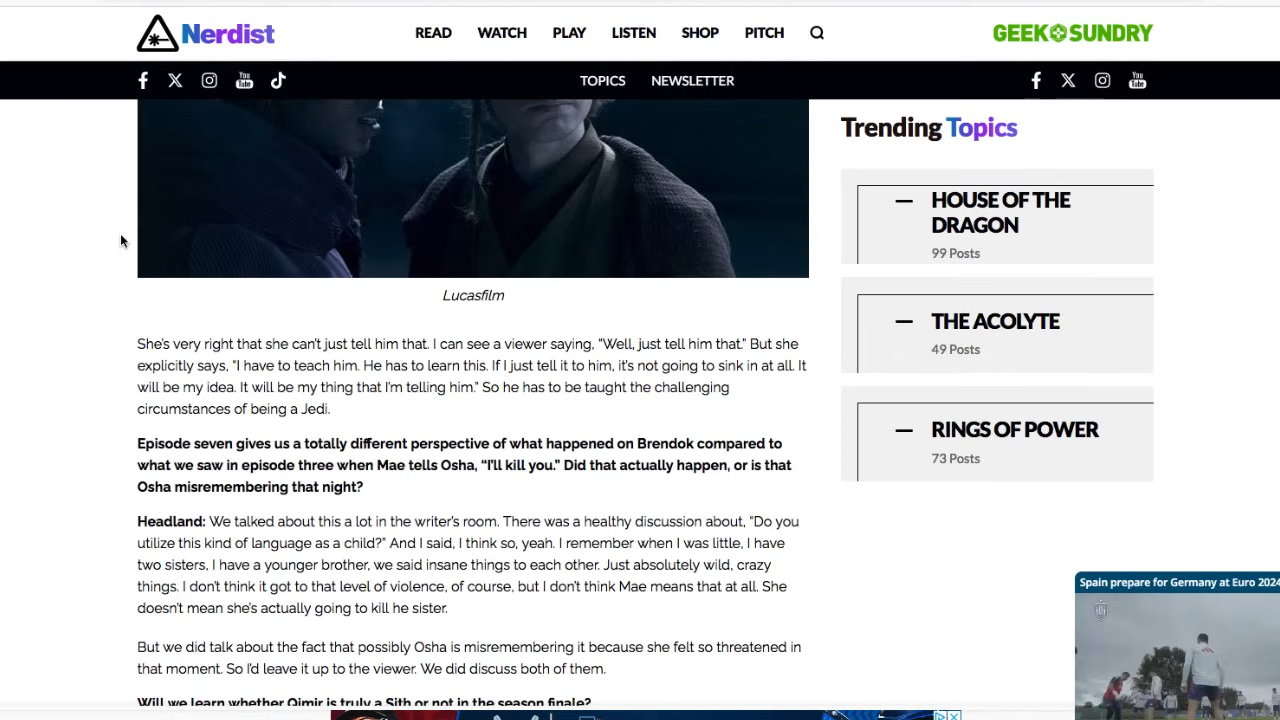 Nerdist
READ WATCH PLAY LISTEN SHOP PITCH
GEEK SUNDRY
You Tube
TOPICS NEWSLETTER
You Tube
Lucasfilm
She's very right that she can't just tell him that. I can see a viewer saying, "Well, just tell him that." But she
explicitly says, "I have to teach him. He has to learn this. If I just tell it to him, it's not going to sink in at all. It
will be my idea. It will be my thing that I'm telling him." So he has to be taught the challenging
circumstances of being a Jedi.
Episode seven gives us a totally different perspective of what happened on Brendok compared to
what we saw in episode three when Mae tells Osha, "I'll kill you." Did that actually happen, or is that
Osha misremembering that night?
Headland: We talked about this a lot in the writer's room. There was a healthy discussion about, "Do you
utilize this kind of language as a child?" And I said, I think so, yeah. I remember when I was little, I have
two sisters, I have a younger brother, we said insane things to each other. Just absolutely wild, crazy
things. I don't think it got to that level of violence, of course, but I don't think Mae means that at all. She
doesn't mean she's actually going to kill he sister.
But we did talk about the fact that possibly Osha is misremembering it because she felt so threatened in
that moment. So I'd leave it up to the viewer. We did discuss both of them.
Will we learn whether Qimir is truly a Sith or not in the season finale?
Trending Topics
HOUSE OF THE
DRAGON
99 Posts
THE ACOLYTE
49 Posts
RINGS OF POWER
73 Posts
Spain prepare for Germany at Euro 2024